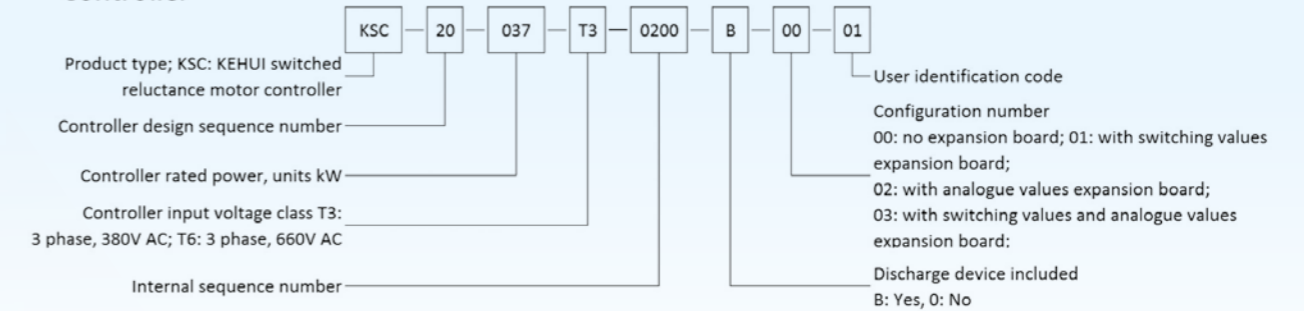 KSC 20 037 T3 0200 B 00 01
Product type; KSC: KEHUI switched
reluctance motor controller
Controller design sequence number
Controller rated power, units kW
Controller input voltage class T3:
3 phase, 380V AC; T6: 3 phase, 660V AC
Internal sequence number
User identification code
Configuration number
00: no expansion board; 01: with switching values
expansion board;
02: with analogue values expansion board;
03: with switching values and analogue values
expansion board;
Discharge device included
B: Yes, 0: No